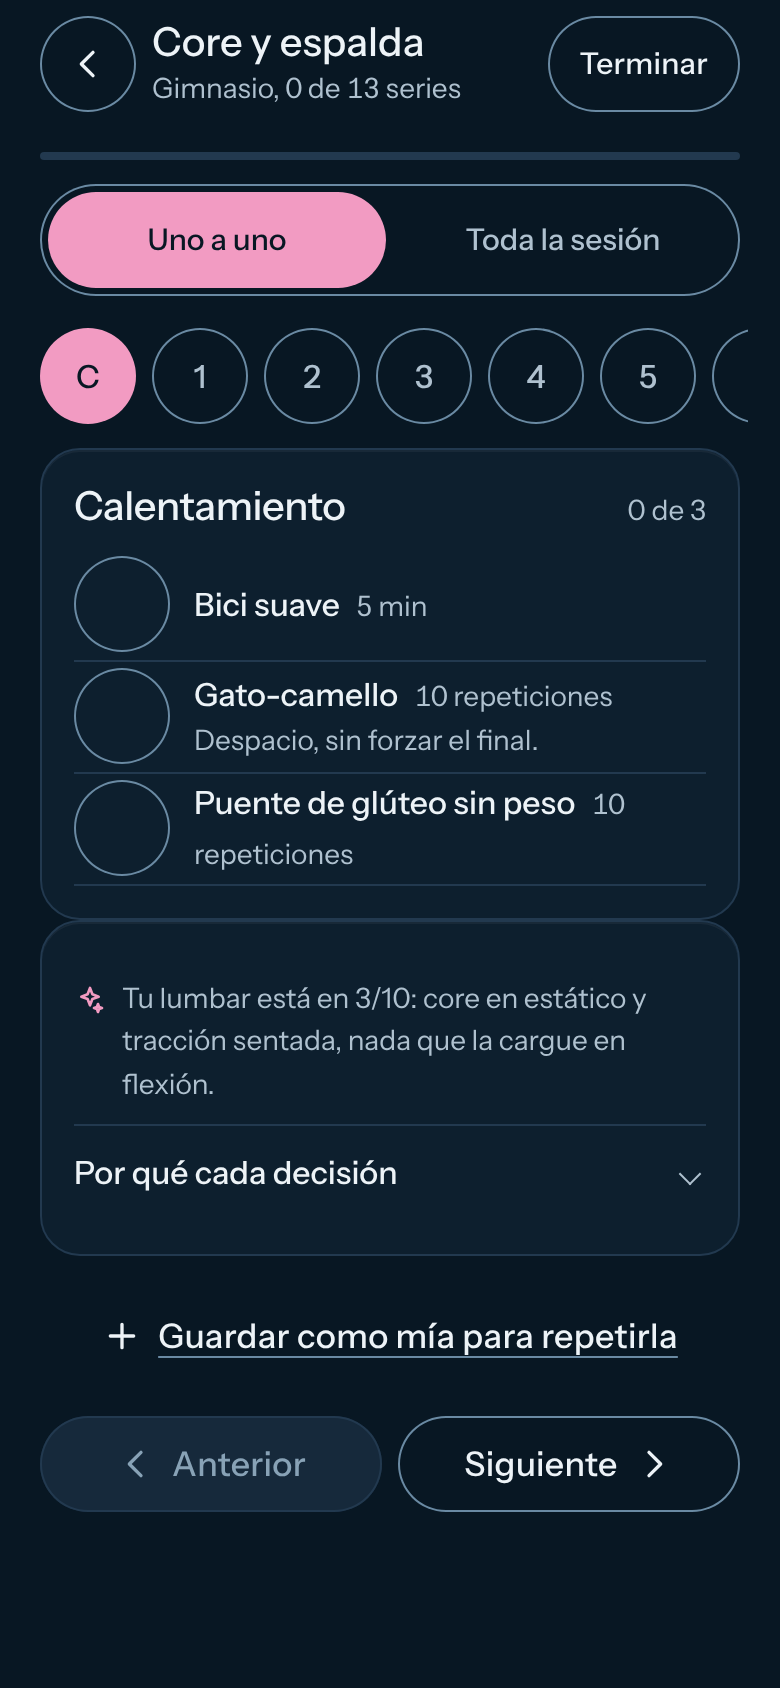 Core y espalda
Gimnasio, 0 de 13 series
Terminar
Uno a uno
Toda la sesión
C
1
2
3
4
5
Calentamiento
0 de 3
Bici suave 5 min
Gato-camello 10 repeticiones
Despacio, sin forzar el final.
Puente de glúteo sin peso 10
repeticiones
Tu lumbar está en 3/10: core en estático y
tracción sentada, nada que la cargue en
flexión.
Por qué cada decisión
Guardar como mía para repetirla
Anterior
Siguiente